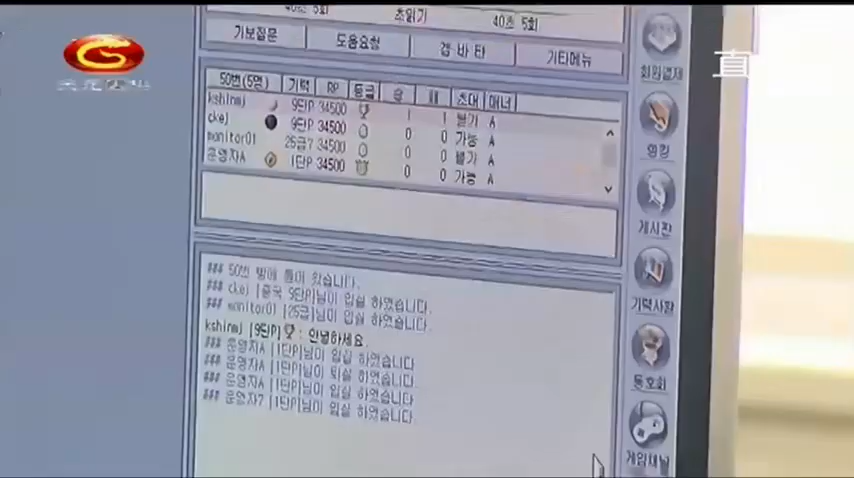 40초 5회 초읽기 40초 5회
기보질문 도움요청 기타메뉴
직
회원결제
50번(5명) 기력 RP 등급 승 패 초대 매너
kshinmj 9단P 34500 1 1 불가 A
ckej 9단P 34500 0 0 가능 A
monitor01 25급? 34500 0 0 불가 A
운영자A 1단P 34500 0 0 가능 A
게시판
### 50번 방에 들어 왔습니다.
### ckej [중국 9단P]님이 입실 하였습니다.
### monitor01 [25급]님이 입실 하였습니다.
kshinmj [9단P] : 안녕하세요.
### 운영자A [1단P]님이 입실 하였습니다
### 운영자A [1단P]님이 퇴실 하였습니다
### 운영자A [1단P]님이 입실 하였습니다
### 운영자7 [1단P]님이 입실 하였습니다.
기력사항
동호회
게임채널